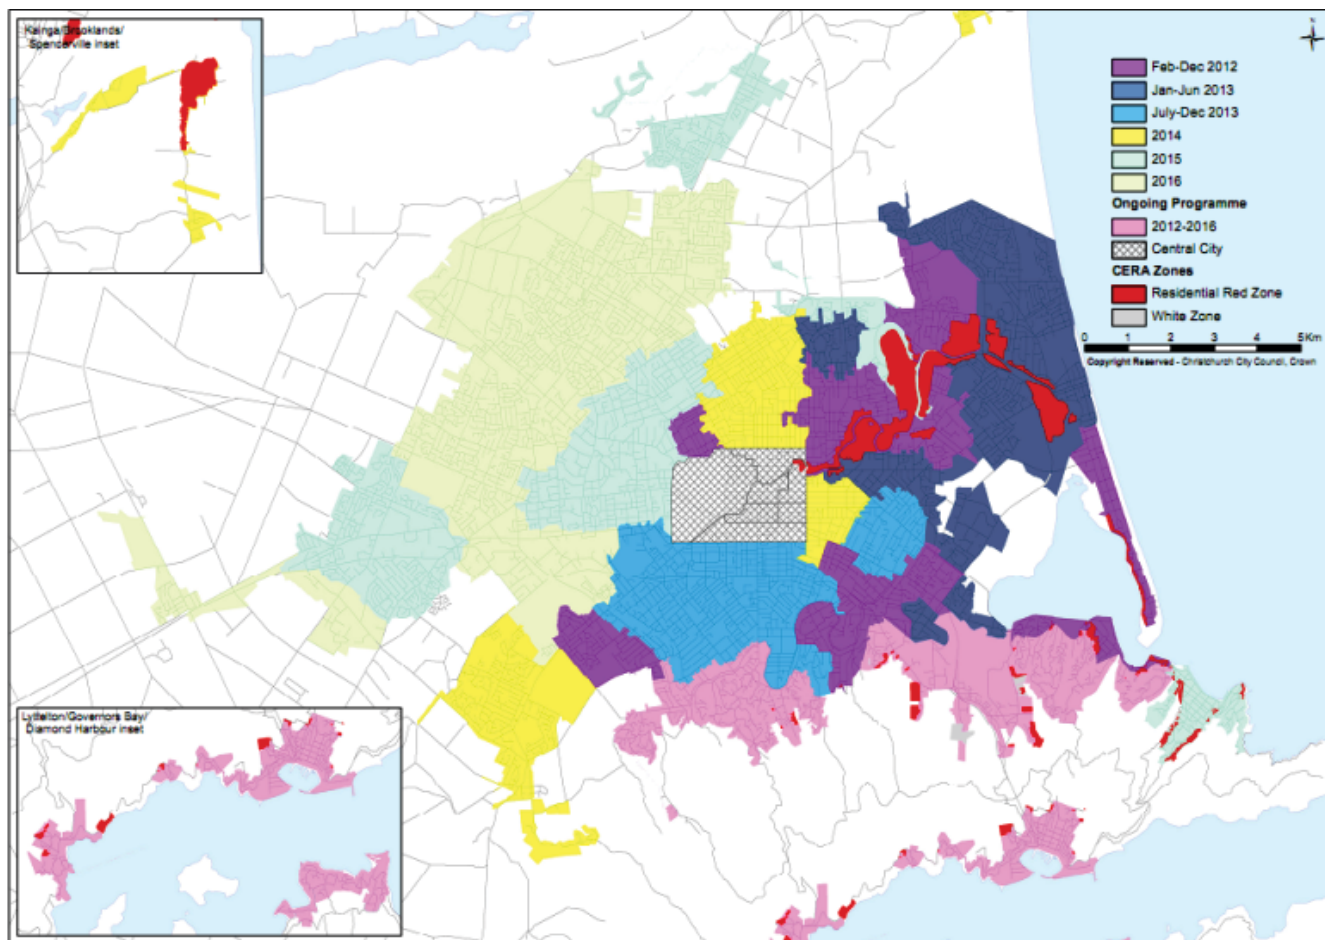 Kainga/Brooklands/
Spencerville inset
N
Feb-Dec 2012
Jan-Jun 2013
July-Dec 2013
2014
2015
2016
Ongoing Programme
2012-2016
Central City
CERA Zones
Residential Red Zone
White Zone
0 1 2 3 4 5 Km
Copyright Reserved - Christchurch City Council, Crown
Lyttelton/Governors Bay/
Diamond Harbour inset